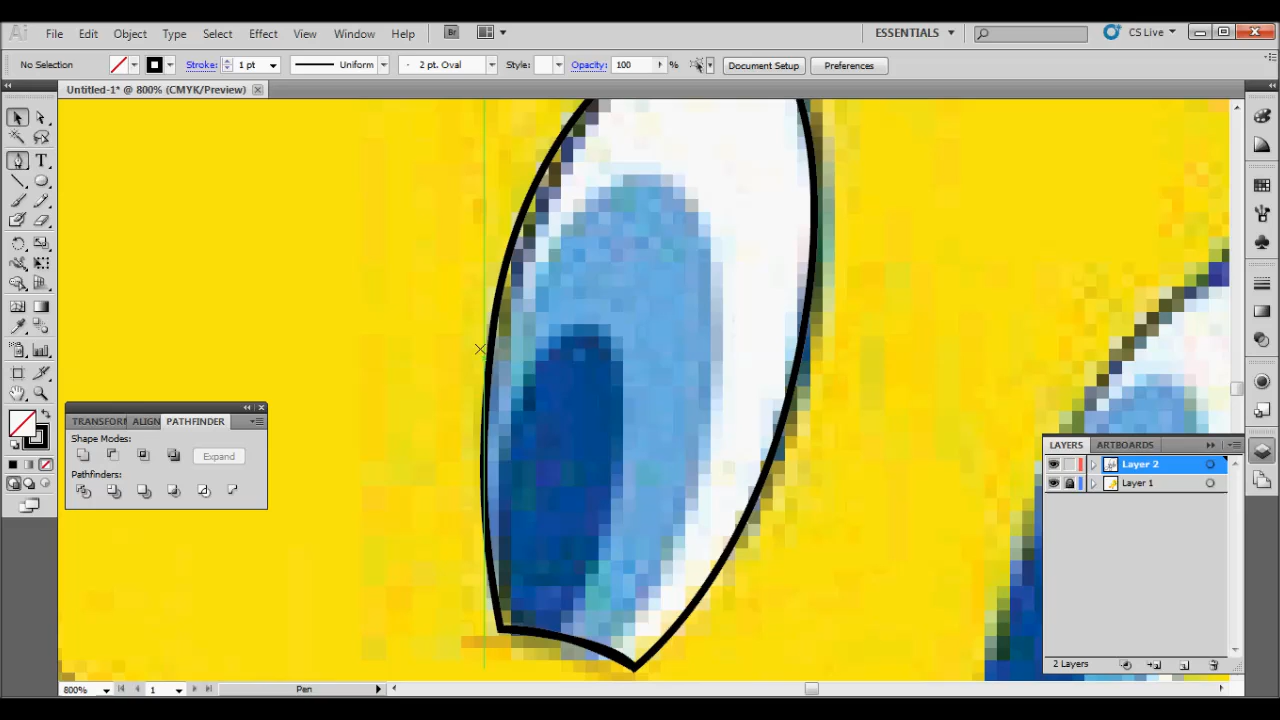 Ai File Edit Object Type Select Effect View Window Help Br ESSENTIALS CS Live
No Selection Stroke: 1 pt Uniform 2 pt. Oval Style: Opacity: 100 % Document Setup Preferences
Untitled-1* @ 800% (CMYK/Preview)
T
TRANSFORM ALIGN PATHFINDER
Shape Modes:
Expand
Pathfinders:
LAYERS ARTBOARDS
Layer 2
Layer 1
2 Layers
800% 1 Pen